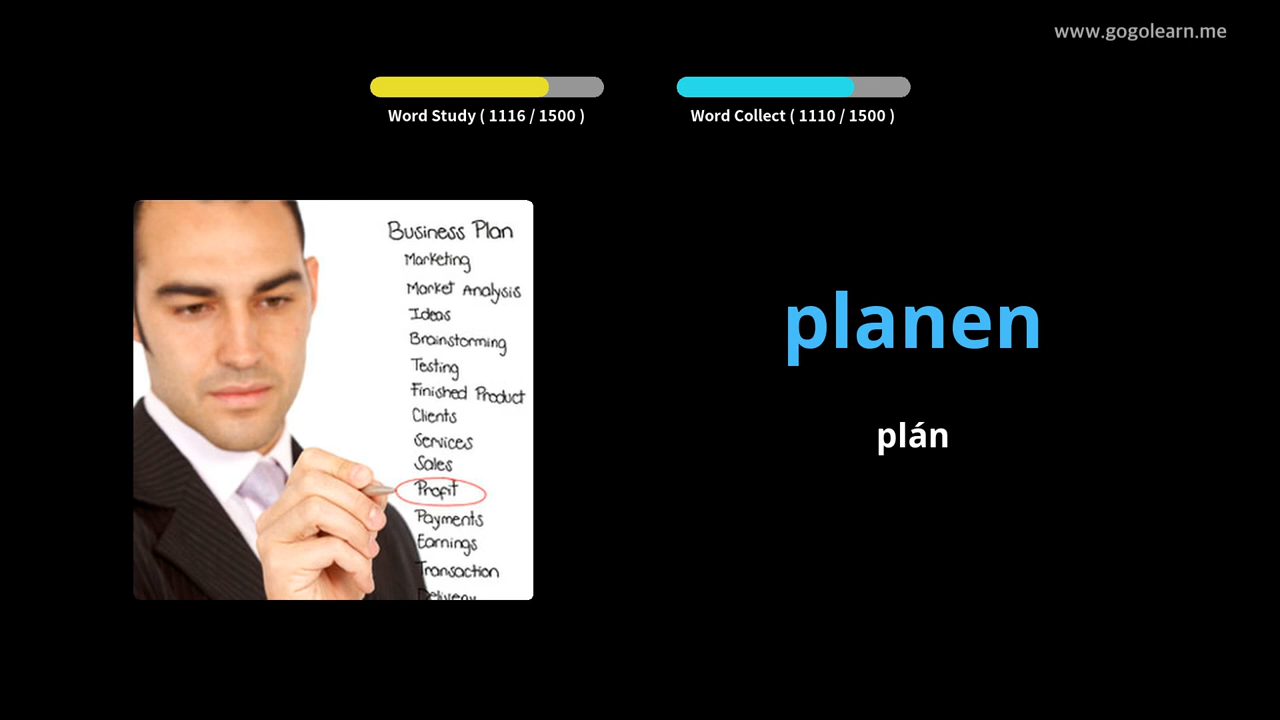 www.gogolearn.me
Word Study ( 1116 / 1500 )
Word Collect ( 1110 / 1500 )
Business Plan
Marketing
Market Analysis
Ideas
Brainstorming
Testing
Finished Product
Clients
Services
Sales
Profit
Payments
Earnings
Transaction
Delivery
planen
plán